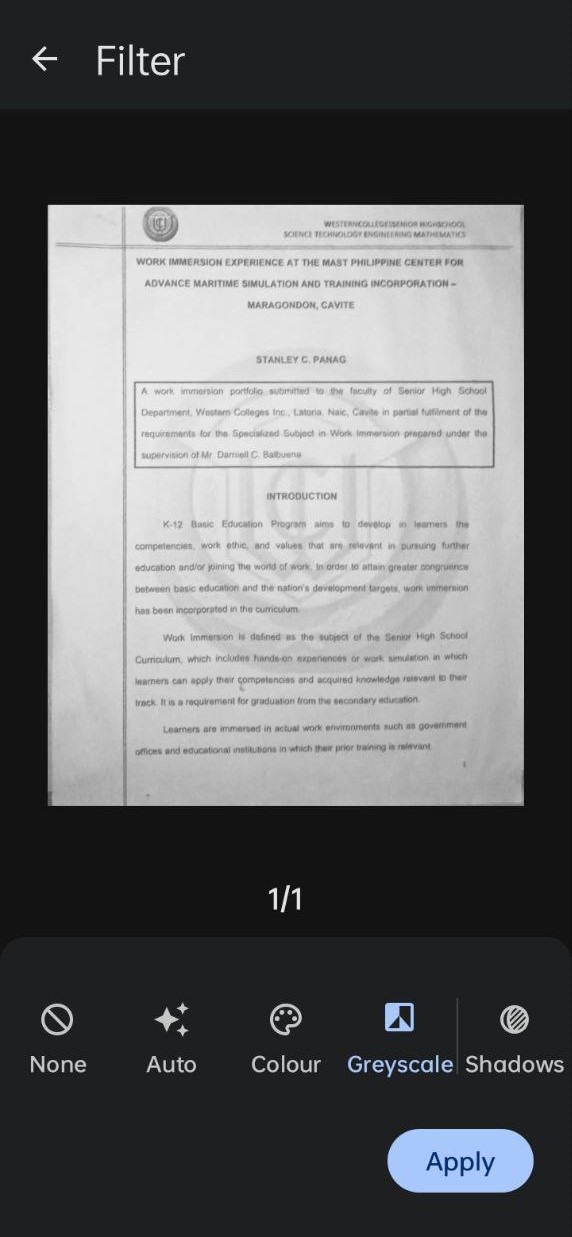 Filter
WESTERN COLLEGES SENIOR HIGH SCHOOL
SCIENCE TECHNOLOGY ENGINEERING MATHEMATICS
WORK IMMERSION EXPERIENCE AT THE MAST PHILIPPINE CENTER FOR
ADVANCE MARITIME SIMULATION AND TRAINING INCORPORATION –
MARAGONDON, CAVITE
STANLEY C. PANAG
A work immersion portfolio submitted to the faculty of Senior High School
Department, Western Colleges Inc., Latoria, Naic, Cavite in partial fulfilment of the
requirements for the Specialized Subject in Work Immersion prepared under the
supervision of Mr. Darniell C. Balbuena
INTRODUCTION
K-12 Basic Education Program aims to develop in learners the
competencies, work ethic, and values that are relevant in pursuing further
education and/or joining the world of work. In order to attain greater congruence
between basic education and the nation's development targets, work immersion
has been incorporated in the curriculum.
Work Immersion is defined as the subject of the Senior High School
Curriculum, which includes hands-on experiences or work simulation in which
learners can apply their competencies and acquired knowledge relevant to their
track. It is a requirement for graduation from the secondary education.
Learners are immersed in actual work environments such as government
offices and educational institutions in which their prior training is relevant.
1
1/1
None
Auto
Colour
Greyscale
Shadows
Apply